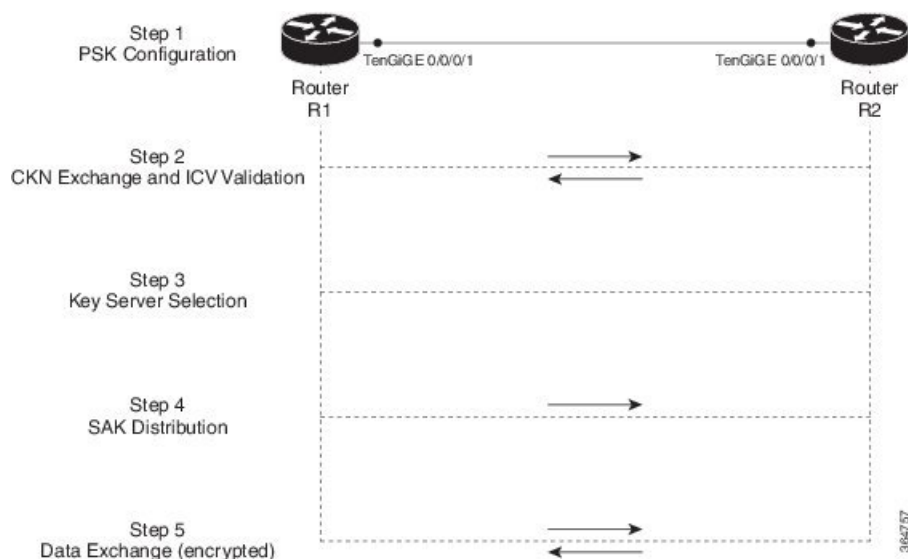 Step 1
PSK Configuration
TenGiGE 0/0/0/1
TenGiGE 0/0/0/1
Router
R1
Router
R2
Step 2
CKN Exchange and ICV Validation
Step 3
Key Server Selection
Step 4
SAK Distribution
Step 5
Data Exchange (encrypted)
364757